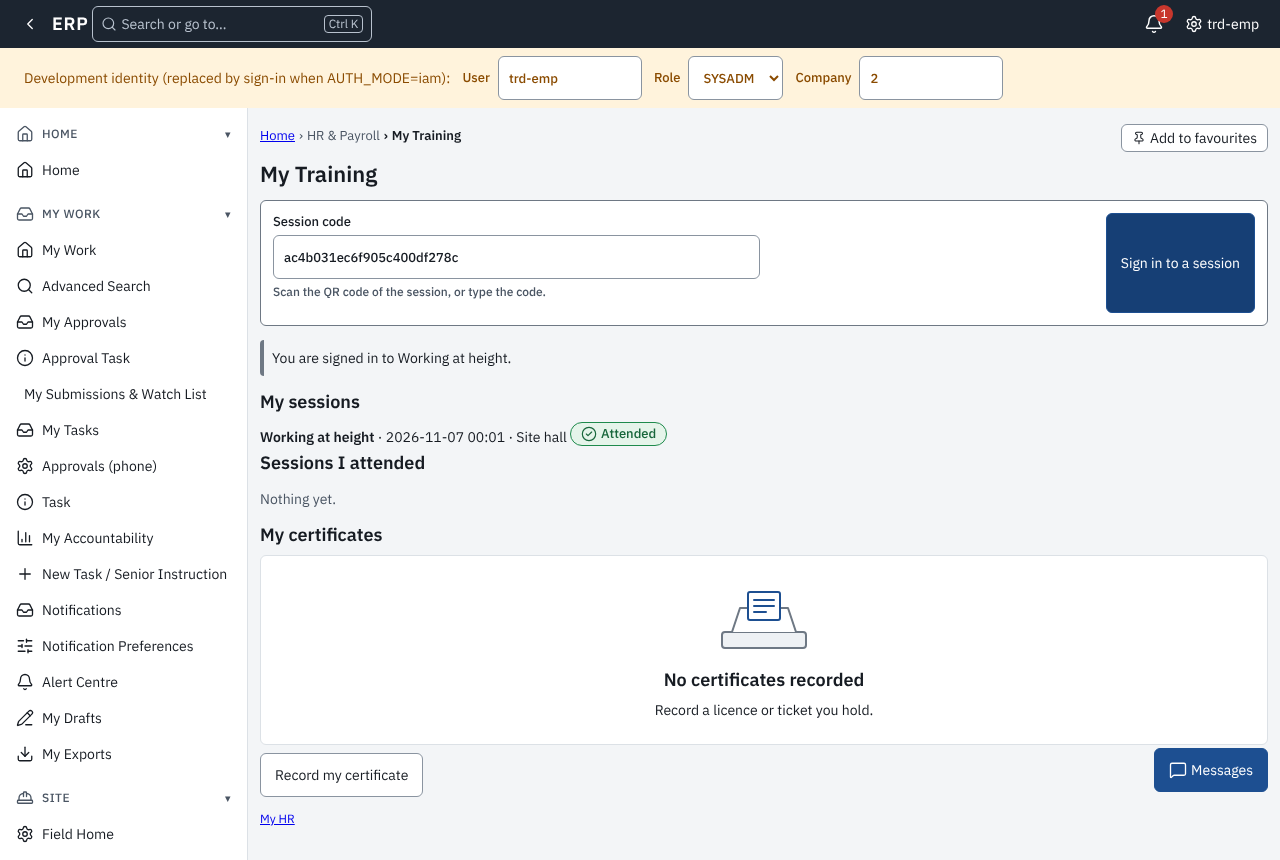 ERP
Search or go to...
Ctrl K
1
trd-emp
Development identity (replaced by sign-in when AUTH_MODE=iam):
User
trd-emp
Role
SYSADM
Company
2
HOME
Home
MY WORK
My Work
Advanced Search
My Approvals
Approval Task
My Submissions & Watch List
My Tasks
Approvals (phone)
Task
My Accountability
New Task / Senior Instruction
Notifications
Notification Preferences
Alert Centre
My Drafts
My Exports
SITE
Field Home
Home › HR & Payroll › My Training
Add to favourites
My Training
Session code
ac4b031ec6f905c400df278c
Scan the QR code of the session, or type the code.
Sign in to a session
You are signed in to Working at height.
My sessions
Working at height · 2026-11-07 00:01 · Site hall Attended
Sessions I attended
Nothing yet.
My certificates
No certificates recorded
Record a licence or ticket you hold.
Record my certificate
Messages
My HR